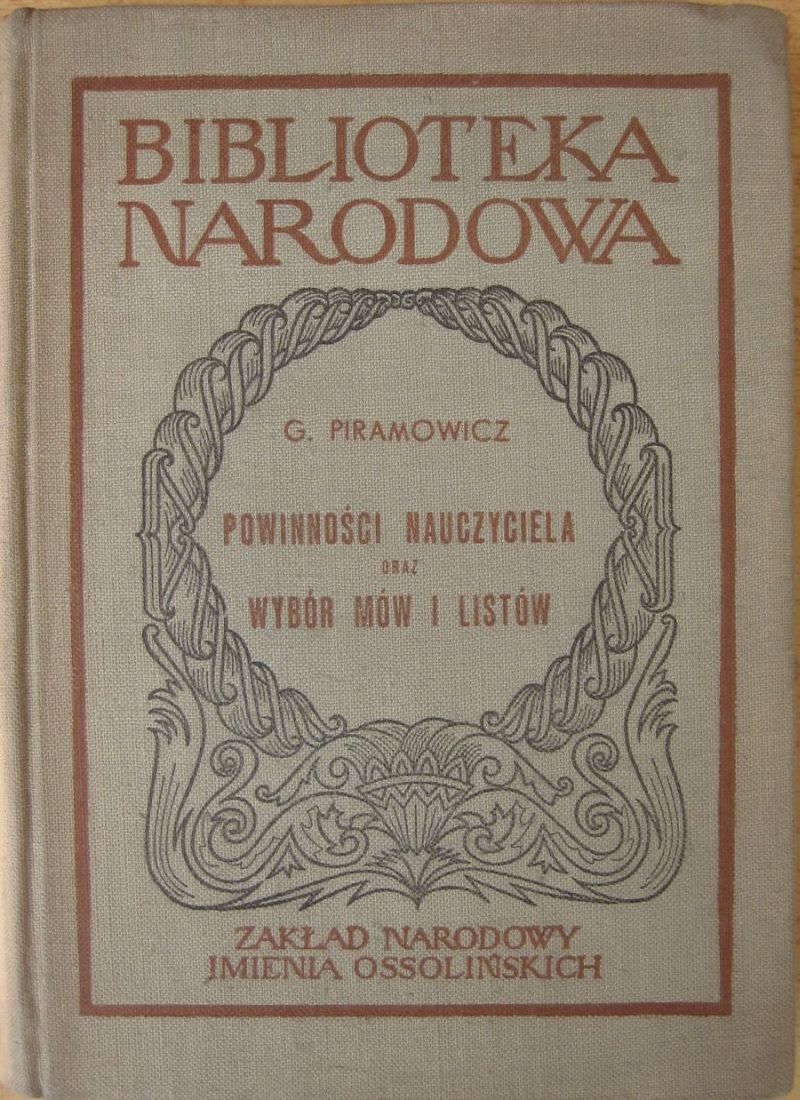 BIBLIOTEKA
NARODOWA
G. PIRAMOWICZ
POWINNOŚCI NAUCZYCIELA
ORAZ
WYBÓR MÓW I LISTÓW
ZAKŁAD NARODOWY
IMIENIA OSSOLIŃSKICH